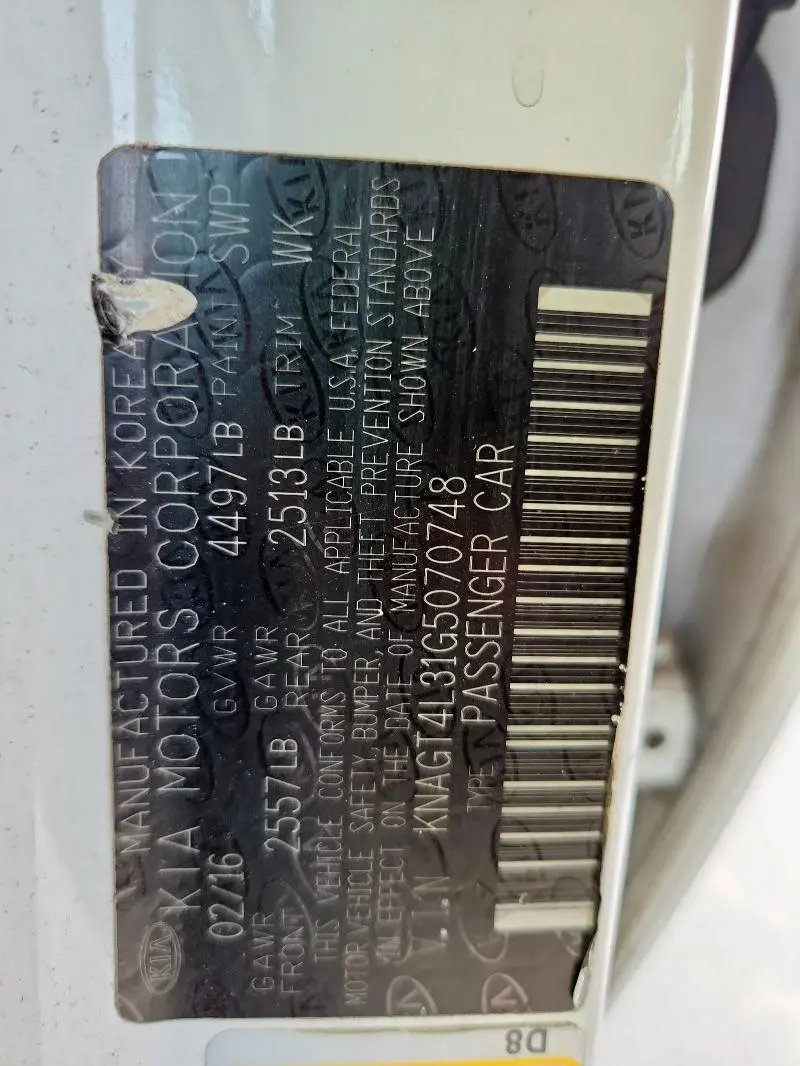 MANUFACTURED IN KOREA BY
KIA MOTORS CORPORATION
02/16 GVWR 4497LB PAINT SWP
GAWR FRONT 2557LB GAWR REAR 2513LB TRIM WK
THIS VEHICLE CONFORMS TO ALL APPLICABLE U.S.A. FEDERAL
MOTOR VEHICLE SAFETY, BUMPER, AND THEFT PREVENTION STANDARDS
IN EFFECT ON THE DATE OF MANUFACTURE SHOWN ABOVE
V.I.N KNAGT4L31G5070748
TYPE PASSENGER CAR
KIA
D8